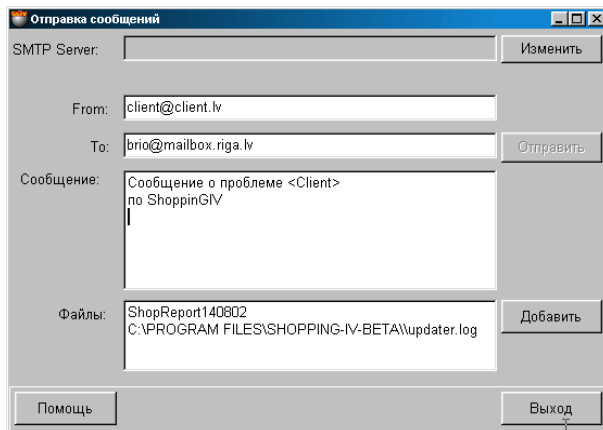 Отправка сообщений
SMTP Server:
Изменить
From:
client@client.lv
To:
brio@mailbox.riga.lv
Отправить
Сообщение:
Сообщение о проблеме <Client>
по ShoppinGIV
Файлы:
ShopReport140802
C:\PROGRAM FILES\SHOPPING-IV-BETA\\updater.log
Добавить
Помощь
Выход